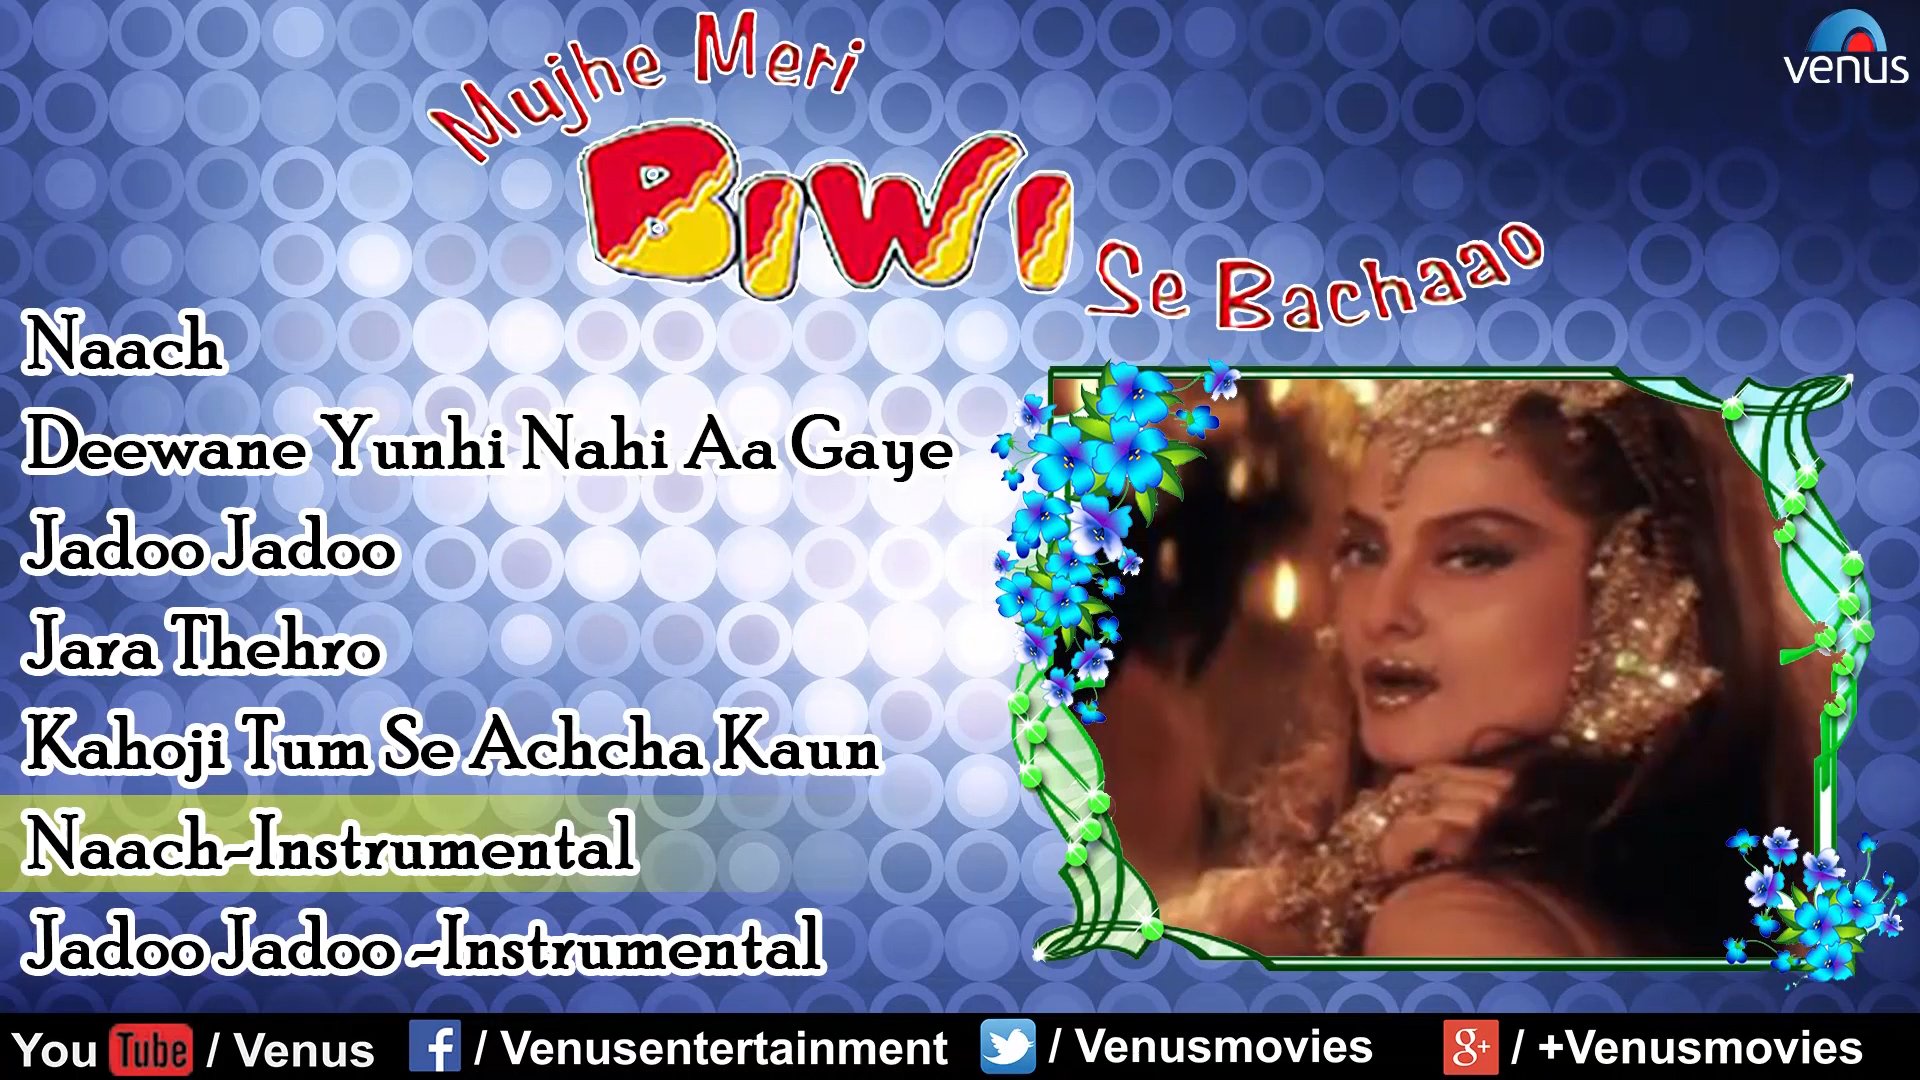 Mujhe Meri
BIWI
Se Bachaao
venus
Naach
Deewane Yunhi Nahi Aa Gaye
Jadoo Jadoo
Jara Thehro
Kahoji Tum Se Achcha Kaun
Naach-Instrumental
Jadoo Jadoo -Instrumental
You Tube / Venus f / Venusentertainment / Venusmovies g+ / +Venusmovies